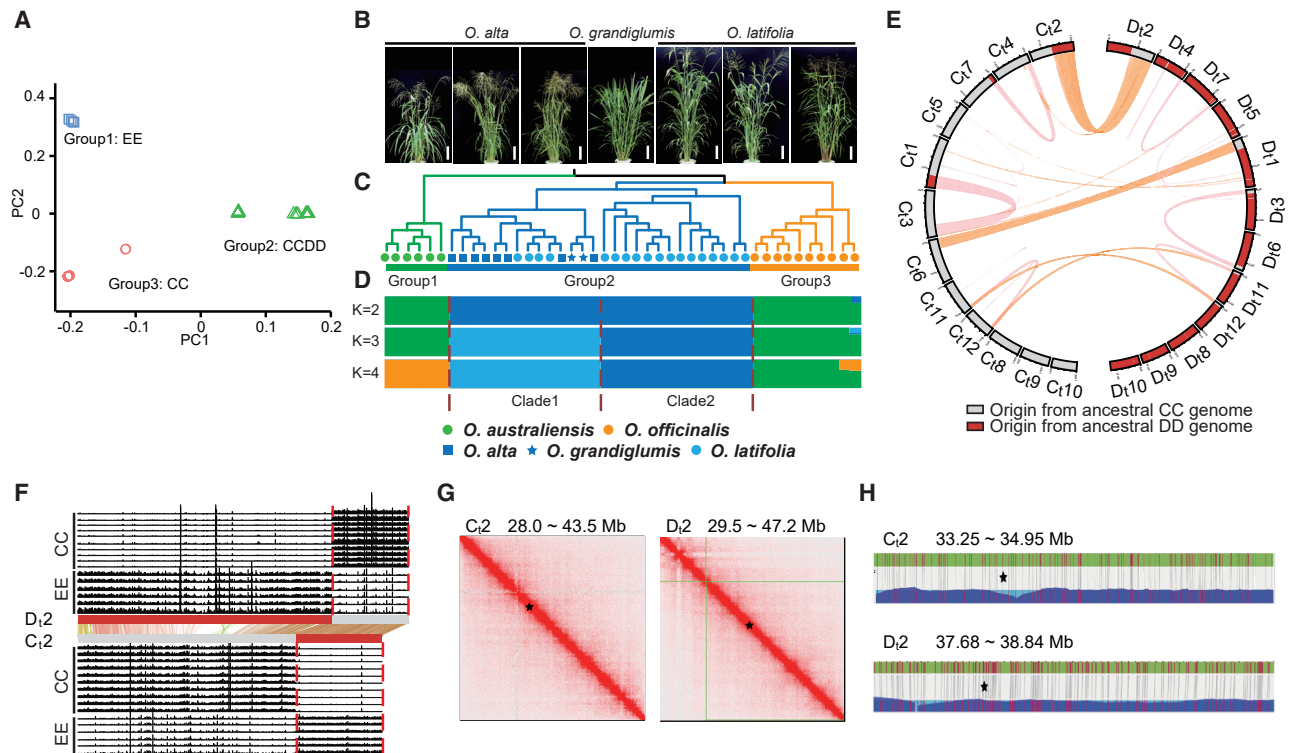 A
0.4
0.2
0
-0.2
PC2
-0.2
-0.1
0
0.1
0.2
PC1
Group1: EE
Group2: CCDD
Group3: CC
B
O. alta
O. grandiglumis
O. latifolia
C
Group1
Group2
Group3
D
K=2
K=3
K=4
Clade1
Clade2
O. australiensis
O. officinalis
O. alta
O. grandiglumis
O. latifolia
E
Ct2
Ct4
Ct7
Ct5
Ct1
Ct3
Ct6
Ct11
Ct12
Ct8
Ct9
Ct10
Dt2
Dt4
Dt7
Dt5
Dt1
Dt3
Dt6
Dt11
Dt12
Dt8
Dt9
Dt10
Origin from ancestral CC genome
Origin from ancestral DD genome
F
CC
EE
Dt2
Ct2
CC
EE
G
Ct2 28.0 ~ 43.5 Mb
Dt2 29.5 ~ 47.2 Mb
H
Ct2 33.25 ~ 34.95 Mb
Dt2 37.68 ~ 38.84 Mb